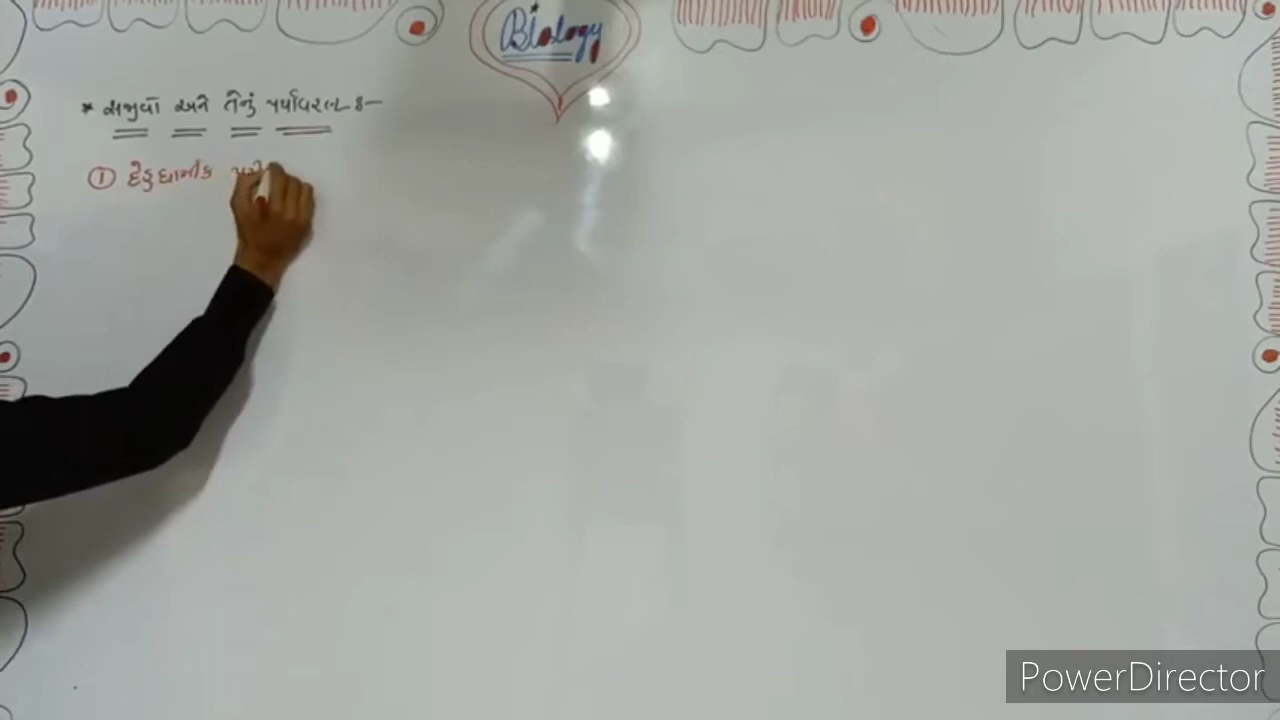 Biology
* સજીવો અને તેનું પર્યાવરણ :-
① દેહધાર્મીક
PowerDirector